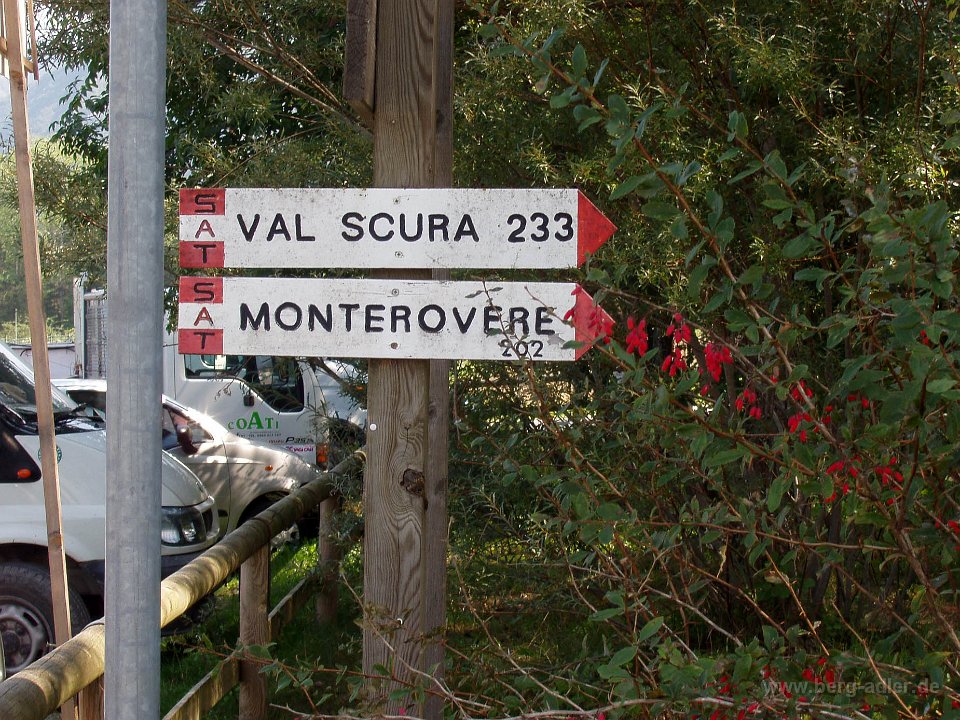 SAT
VAL SCURA 233
SAT
MONTEROVERE
202
COATI
www.berg-adler.de